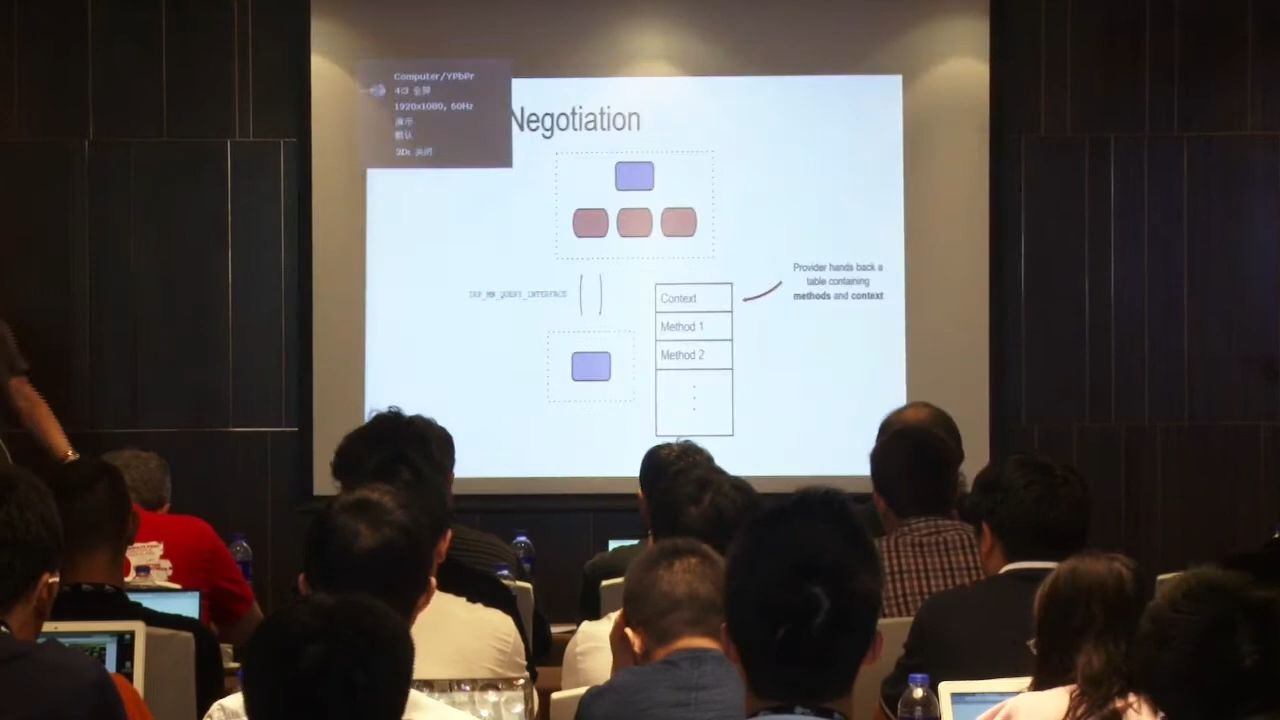 Computer/YPbPr
4:3 全屏
1920x1080, 60Hz
演示
默认
3D: 关闭
Negotiation
IRP_MN_QUERY_INTERFACE
Provider hands back a
table containing
methods and context
Context
Method 1
Method 2